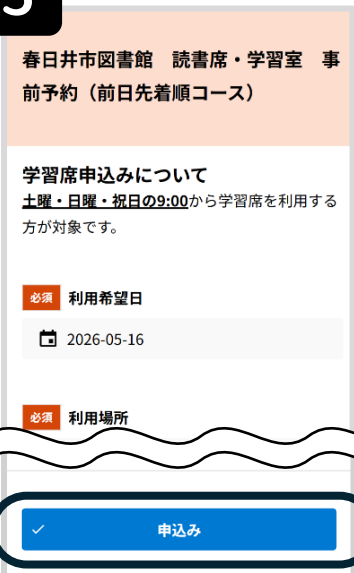 春日井市図書館　読書席・学習室　事
前予約（前日先着順コース）
学習席申込みについて
土曜・日曜・祝日の9:00から学習席を利用する
方が対象です。
必須 利用希望日
2026-05-16
必須 利用場所
申込み